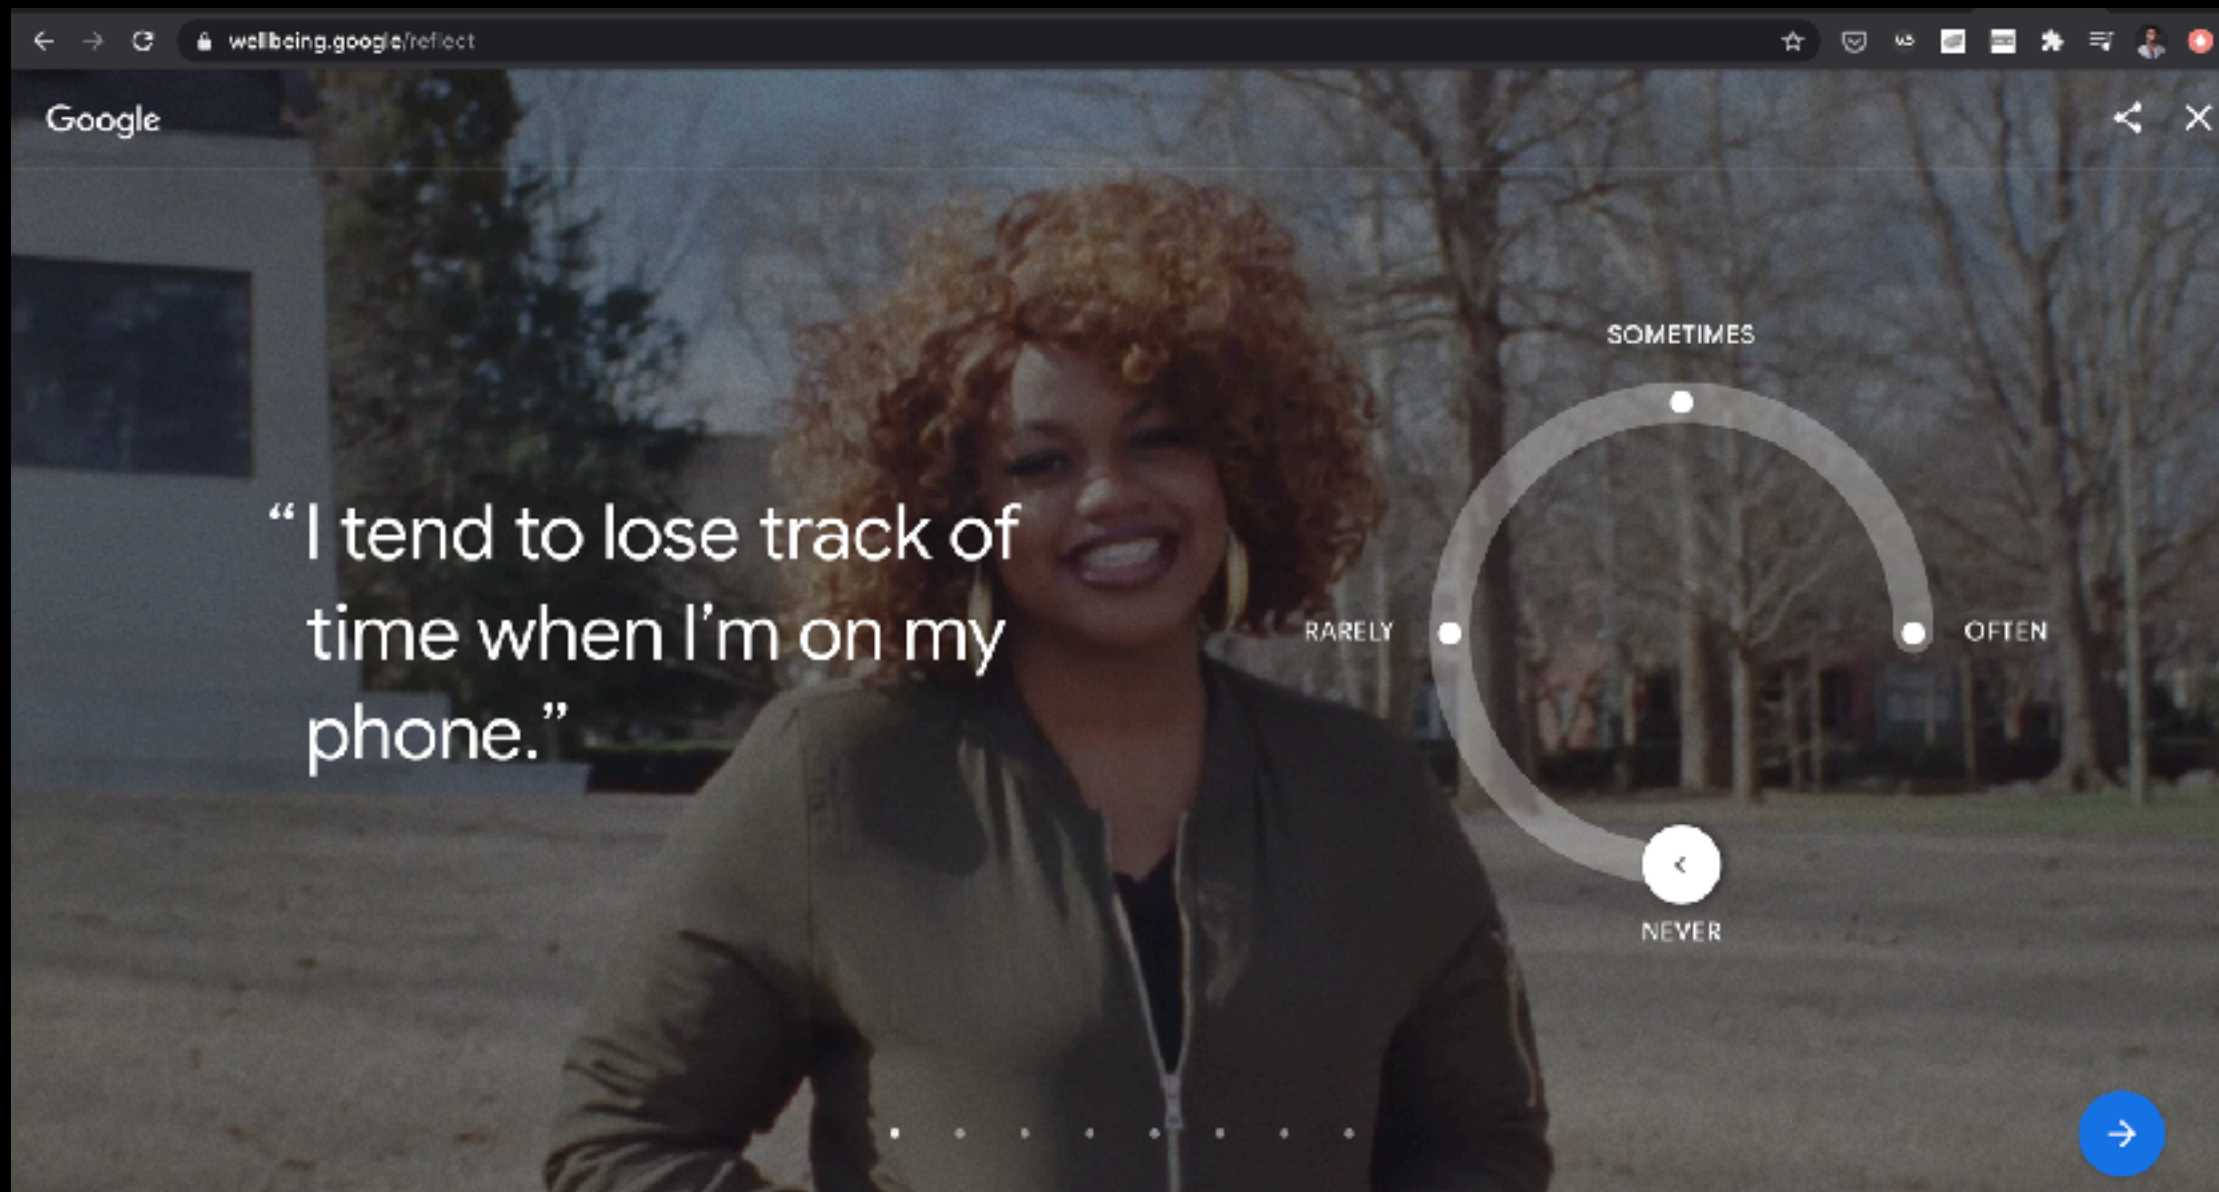 wellbeing.google/reflect
Google
“I tend to lose track of
time when I’m on my
phone.”
SOMETIMES
RARELY
OFTEN
NEVER